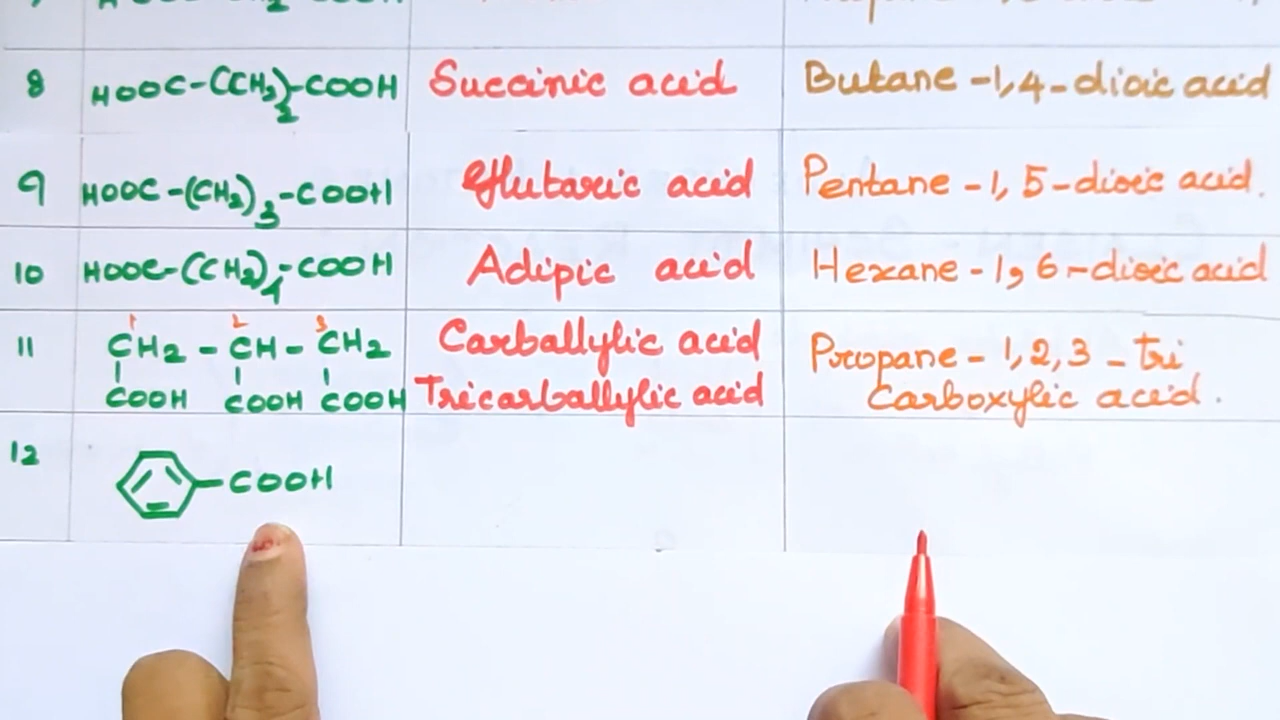 8 HOOC-(CH₂)₂-COOH Succinic acid Butane -1,4-dioic acid
9 HOOC-(CH₂)₃-COOH Glutaric acid Pentane -1, 5-dioic acid.
10 HOOC-(CH₂)₄-COOH Adipic acid Hexane -1,6-dioic acid
1 2 3
11 CH₂ - CH - CH₂ Carballylic acid Propane - 1,2,3 - tri
COOH COOH COOH Tricarballylic acid Carboxylic acid.
12 -COOH